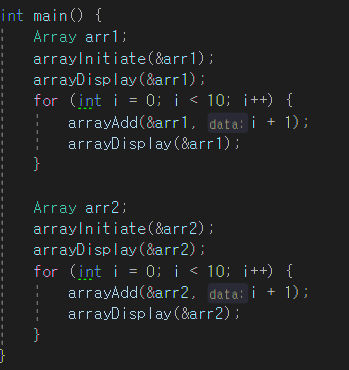 int main() {
Array arr1;
arrayInitiate(&arr1);
arrayDisplay(&arr1);
for (int i = 0; i < 10; i++) {
arrayAdd(&arr1, data: i + 1);
arrayDisplay(&arr1);
}
Array arr2;
arrayInitiate(&arr2);
arrayDisplay(&arr2);
for (int i = 0; i < 10; i++) {
arrayAdd(&arr2, data: i + 1);
arrayDisplay(&arr2);
}
}